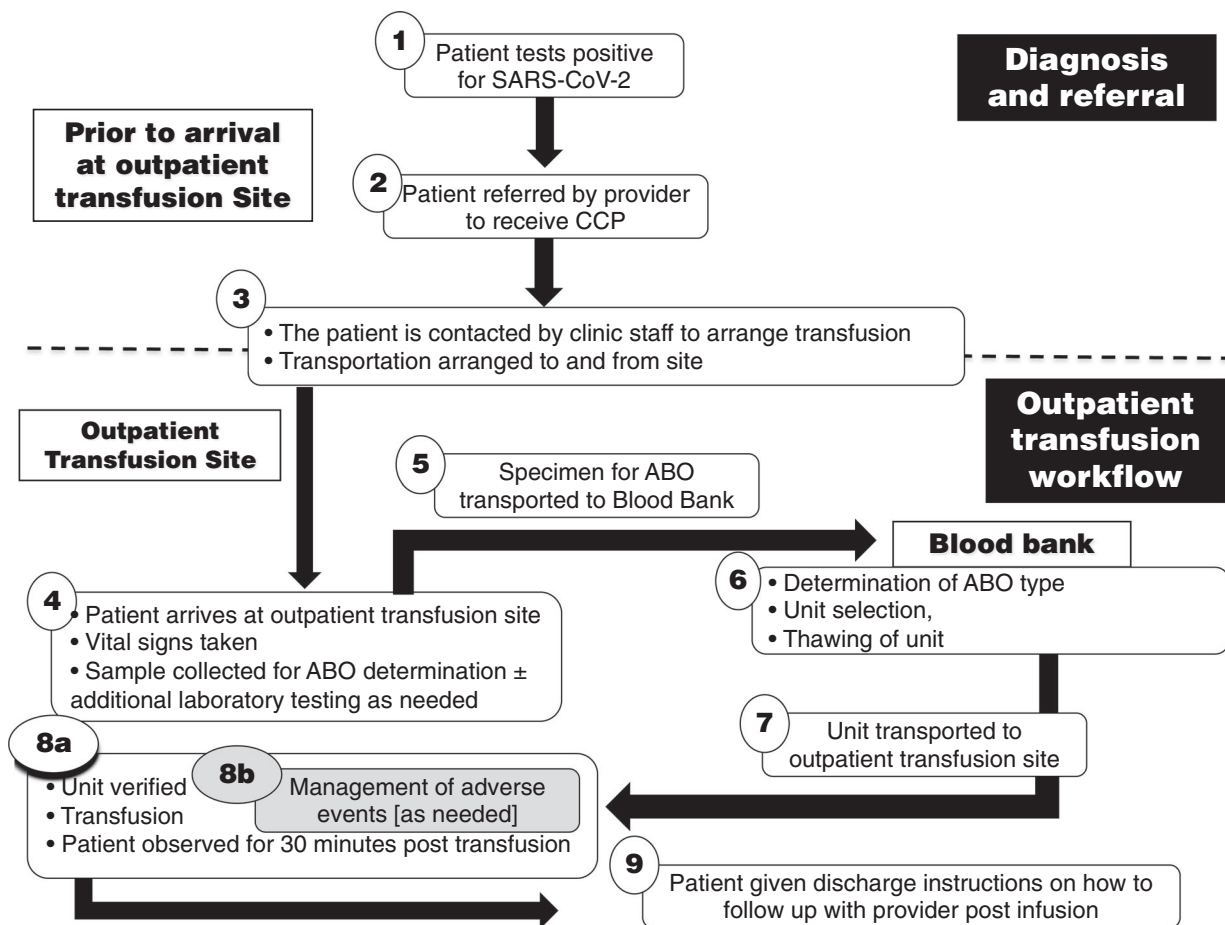 1
Patient tests positive
for SARS-CoV-2
Diagnosis
and referral
Prior to arrival
at outpatient
transfusion Site
2
Patient referred by provider
to receive CCP
3
• The patient is contacted by clinic staff to arrange transfusion
• Transportation arranged to and from site
Outpatient
Transfusion Site
Outpatient
transfusion
workflow
5
Specimen for ABO
transported to Blood Bank
Blood bank
6
• Determination of ABO type
• Unit selection,
• Thawing of unit
4
• Patient arrives at outpatient transfusion site
• Vital signs taken
• Sample collected for ABO determination ±
additional laboratory testing as needed
7
Unit transported to
outpatient transfusion site
8a
• Unit verified
• Transfusion
• Patient observed for 30 minutes post transfusion
8b
Management of adverse
events [as needed]
9
Patient given discharge instructions on how to
follow up with provider post infusion